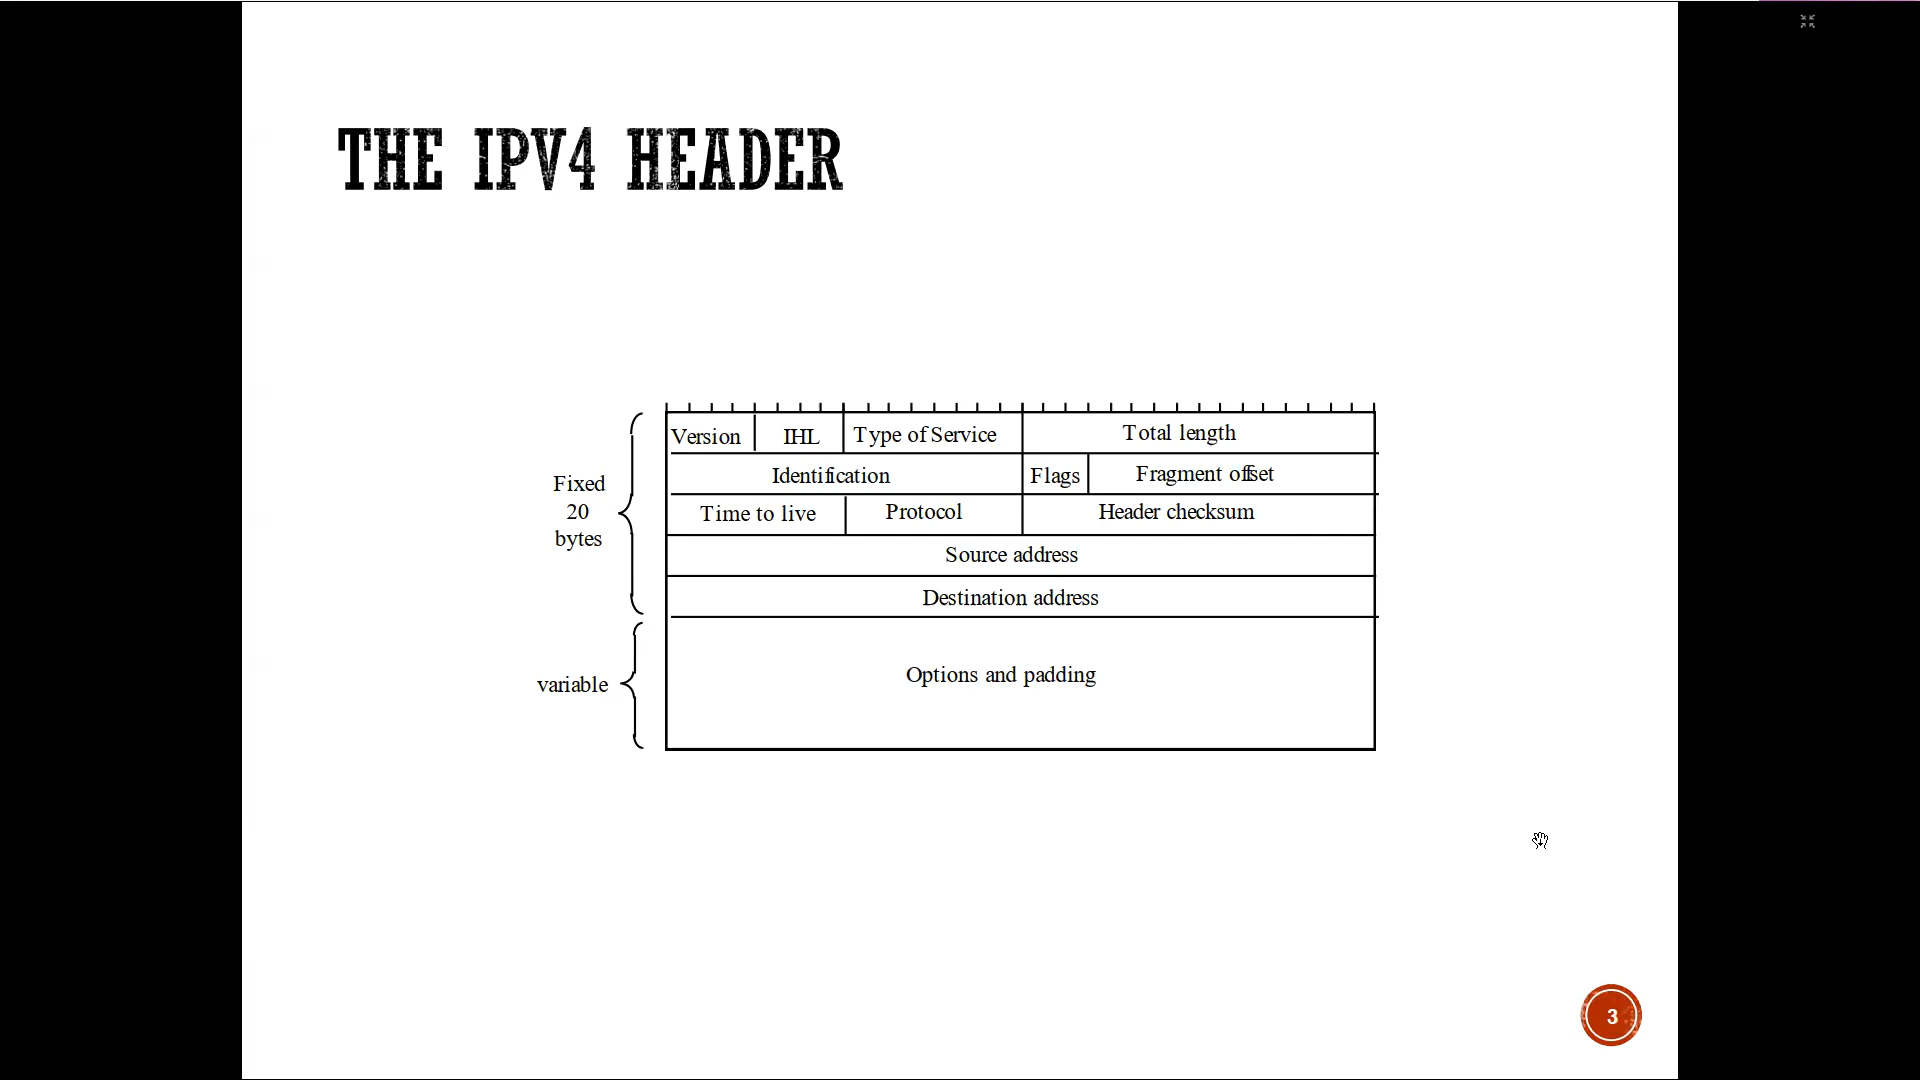 THE IPV4 HEADER
Version IHL Type of Service Total length
Identification Flags Fragment offset
Time to live Protocol Header checksum
Source address
Destination address
Options and padding
Fixed
20
bytes
variable
3